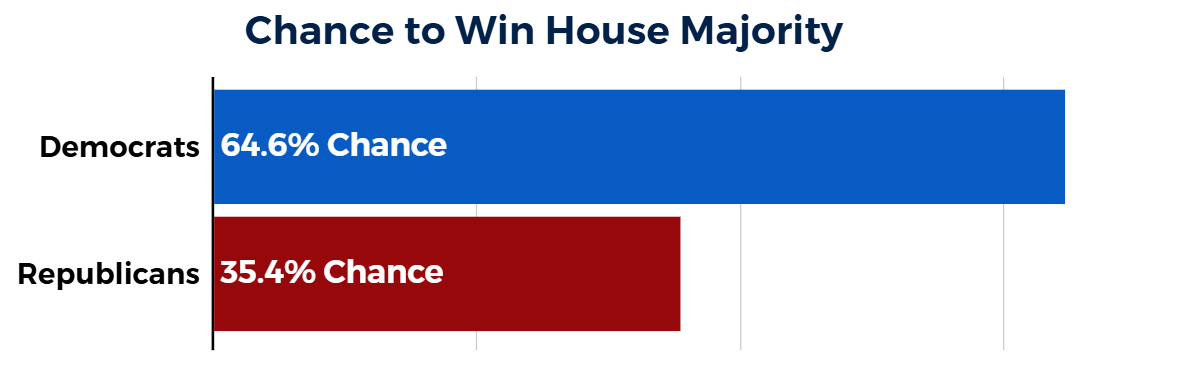 Chance to Win House Majority
Democrats 64.6% Chance
Republicans 35.4% Chance